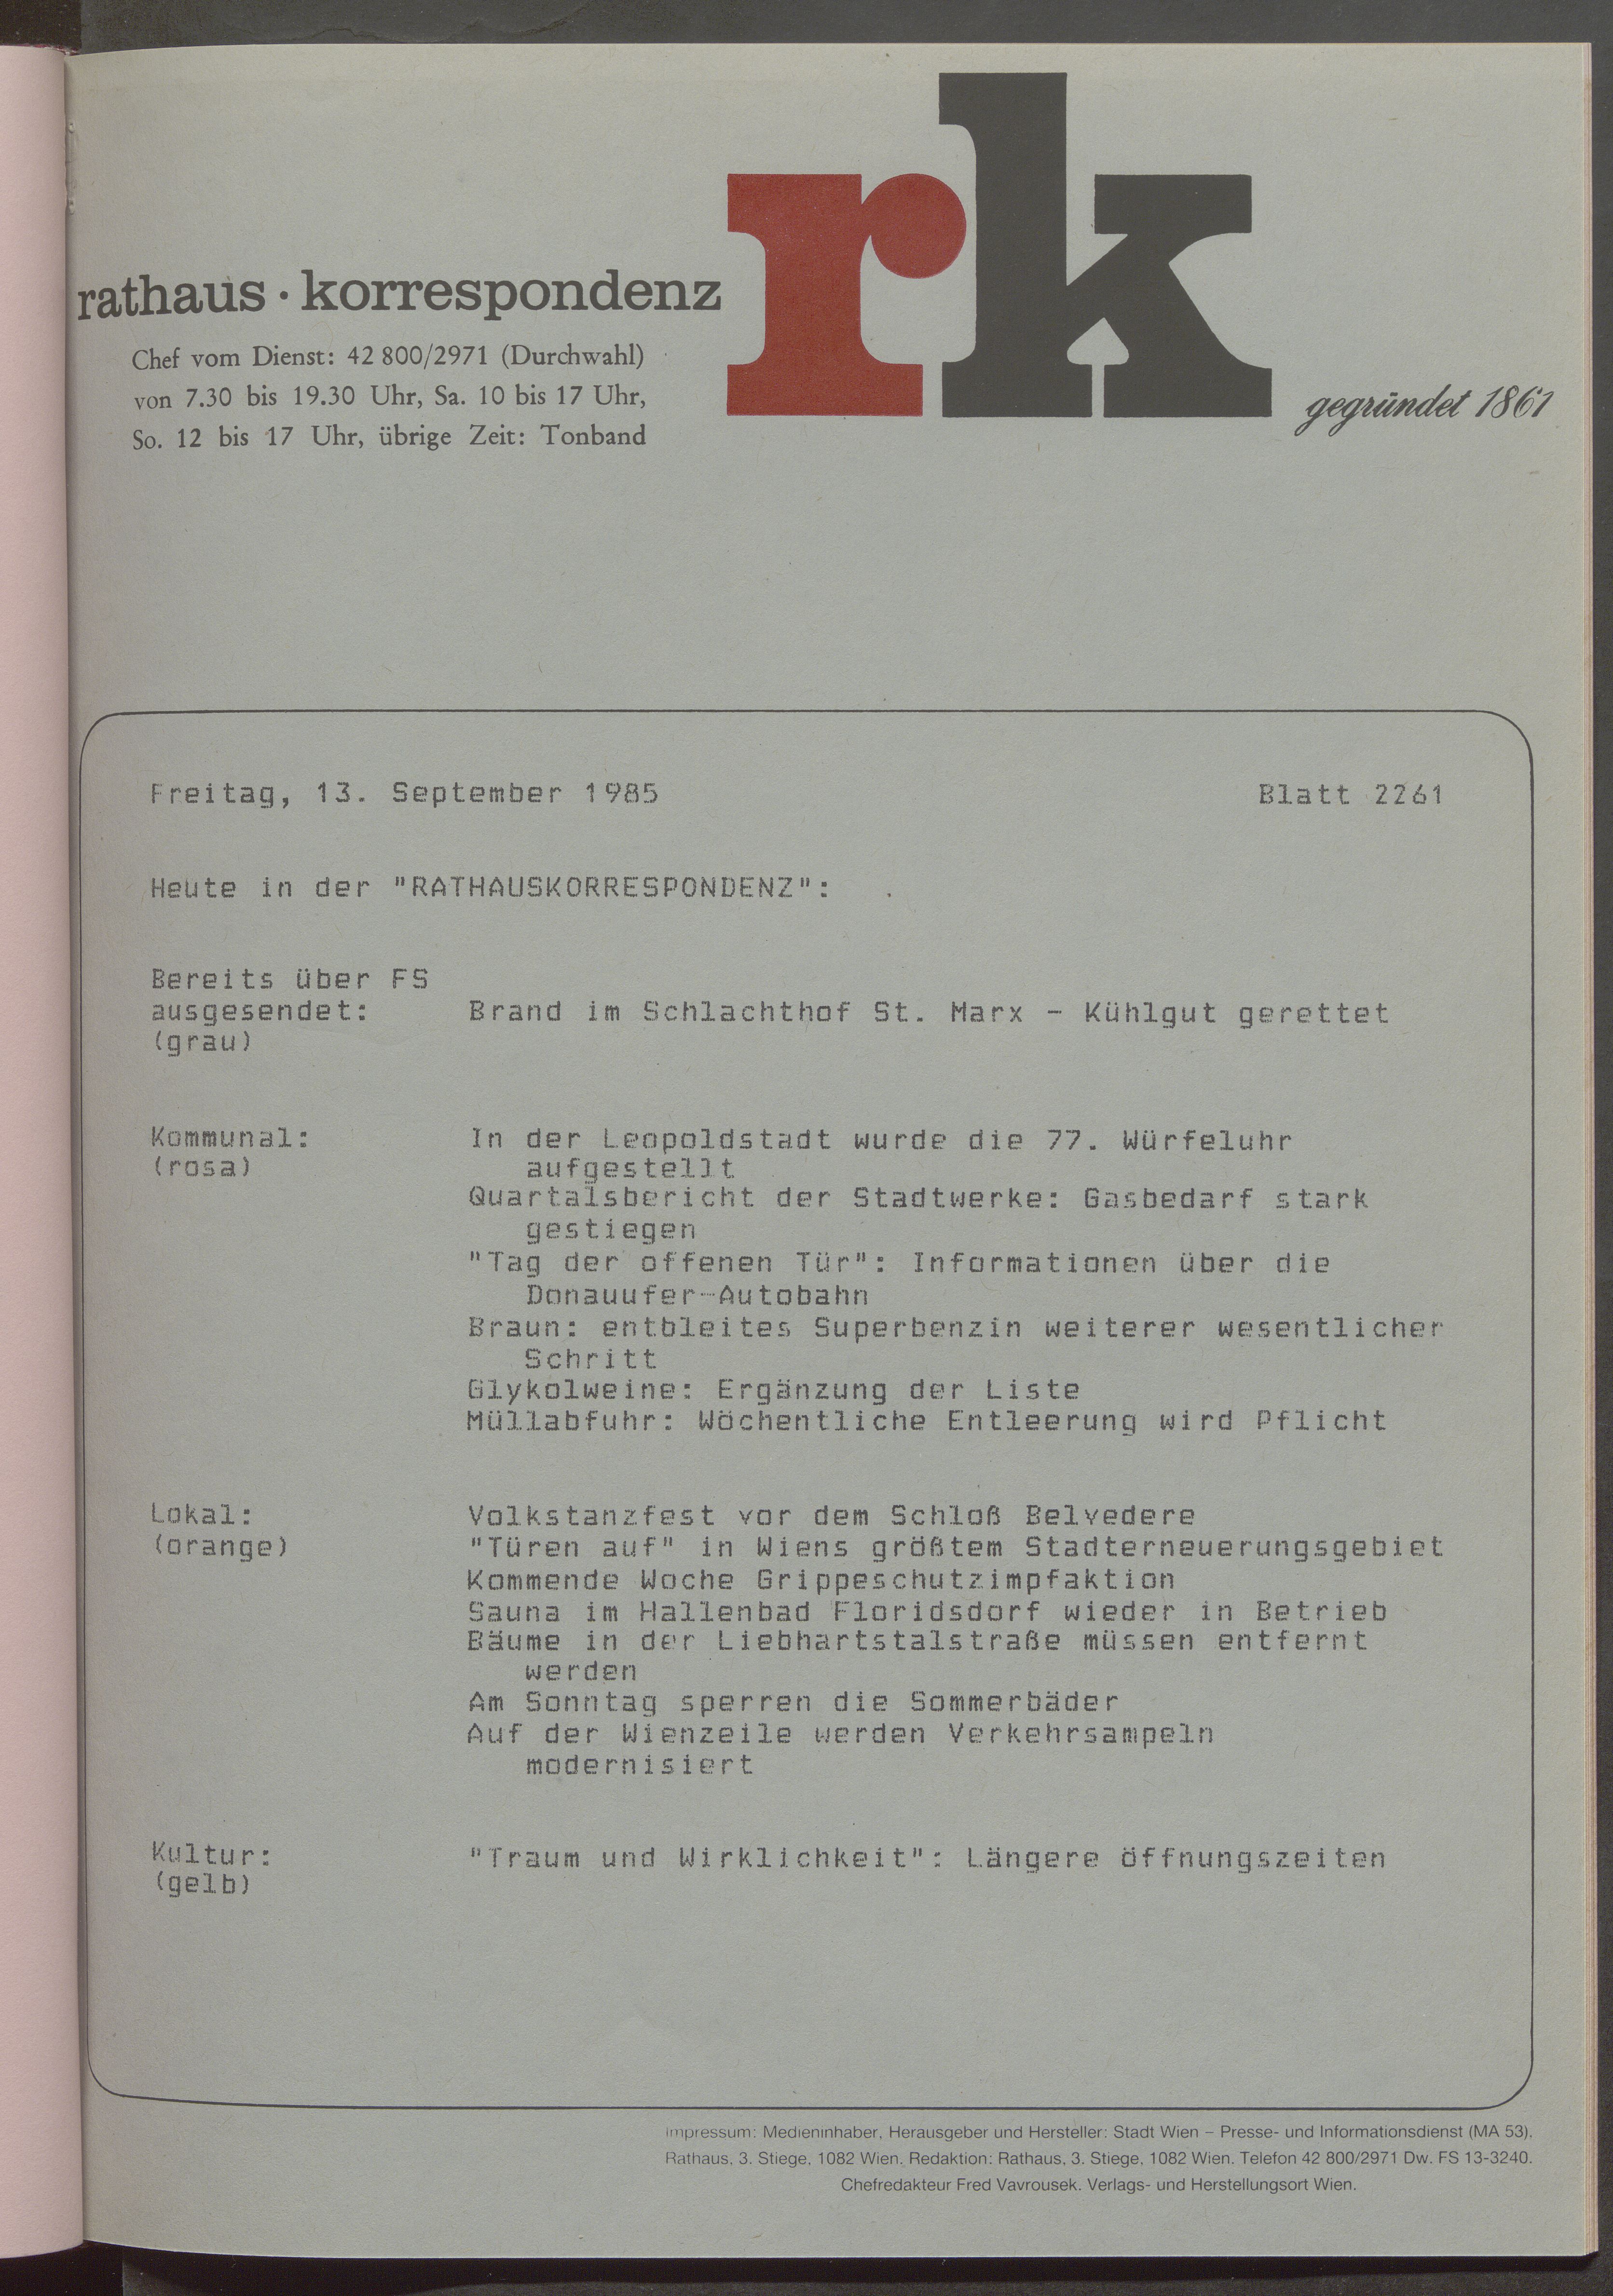 rk
rathaus · korrespondenz
Chef vom Dienst: 42 800/2971 (Durchwahl)
von 7.30 bis 19.30 Uhr, Sa. 10 bis 17 Uhr,
So. 12 bis 17 Uhr, übrige Zeit: Tonband
gegründet 1861
Freitag, 13. September 1985 Blatt 2261
Heute in der "RATHAUSKORRESPONDENZ":
Bereits über FS
ausgesendet: Brand im Schlachthof St. Marx - Kühlgut gerettet
(grau)
Kommunal: In der Leopoldstadt wurde die 77. Würfeluhr
(rosa) aufgestellt
Quartalsbericht der Stadtwerke: Gasbedarf stark
gestiegen
"Tag der offenen Tür": Informationen über die
Donauufer-Autobahn
Braun: entbleites Superbenzin weiterer wesentlicher
Schritt
Glykolweine: Ergänzung der Liste
Müllabfuhr: Wöchentliche Entleerung wird Pflicht
Lokal: Volkstanzfest vor dem Schloß Belvedere
(orange) "Türen auf" in Wiens größtem Stadterneuerungsgebiet
Kommende Woche Grippeschutzimpfaktion
Sauna im Hallenbad Floridsdorf wieder in Betrieb
Bäume in der Liebhartstalstraße müssen entfernt
werden
Am Sonntag sperren die Sommerbäder
Auf der Wienzeile werden Verkehrsampeln
modernisiert
Kultur: "Traum und Wirklichkeit": Längere öffnungszeiten
(gelb)
Impressum: Medieninhaber, Herausgeber und Hersteller: Stadt Wien – Presse- und Informationsdienst (MA 53).
Rathaus, 3. Stiege, 1082 Wien. Redaktion: Rathaus, 3. Stiege, 1082 Wien. Telefon 42 800/2971 Dw. FS 13-3240.
Chefredakteur Fred Vavrousek. Verlags- und Herstellungsort Wien.